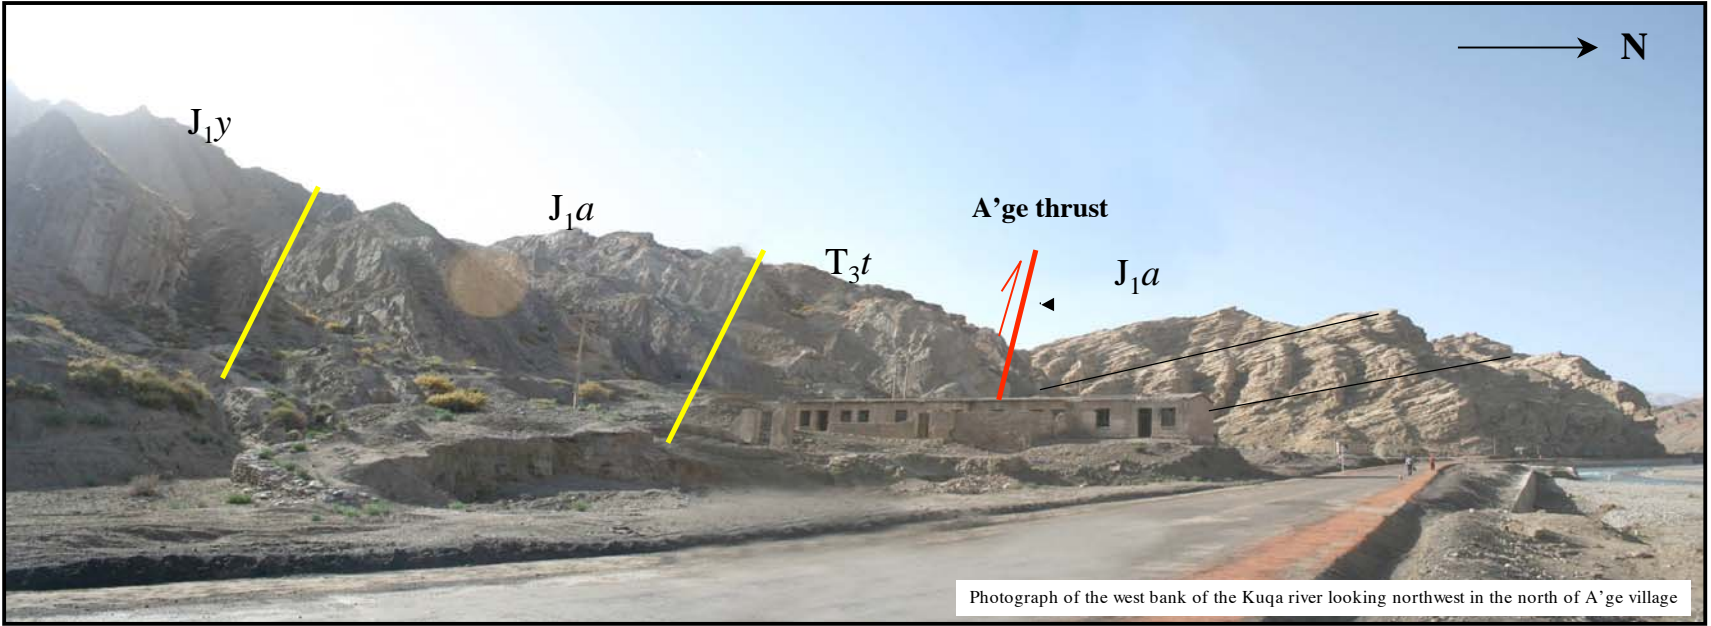 N
J₁y
J₁a
A’ge thrust
T₃t
J₁a
Photograph of the west bank of the Kuqa river looking northwest in the north of A’ge village